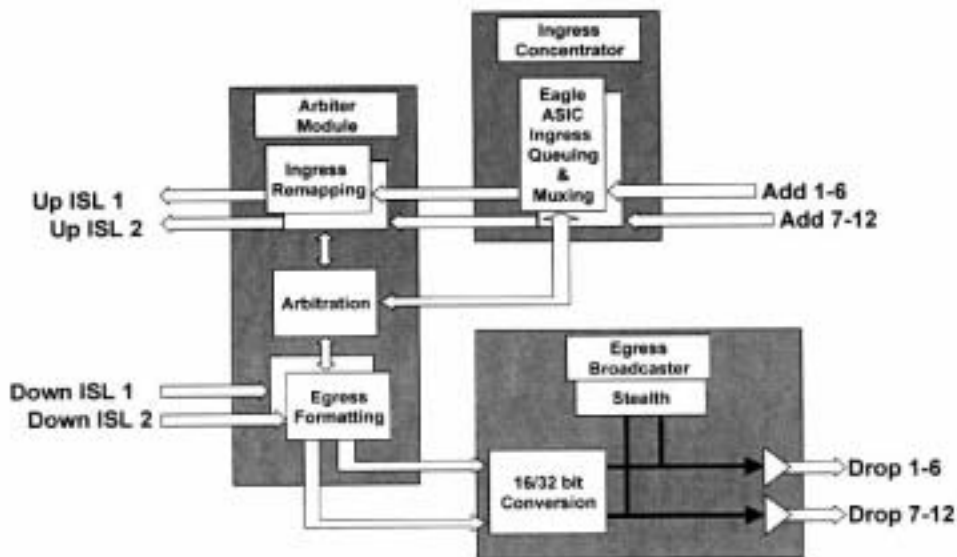 Ingress
Concentrator
Eagle
ASIC
Ingress
Queuing
&
Muxing
Arbiter
Module
Ingress
Remapping
Up ISL 1
Up ISL 2
Add 1-6
Add 7-12
Arbitration
Egress
Broadcaster
Stealth
Down ISL 1
Down ISL 2
Egress
Formatting
16/32 bit
Conversion
Drop 1-6
Drop 7-12